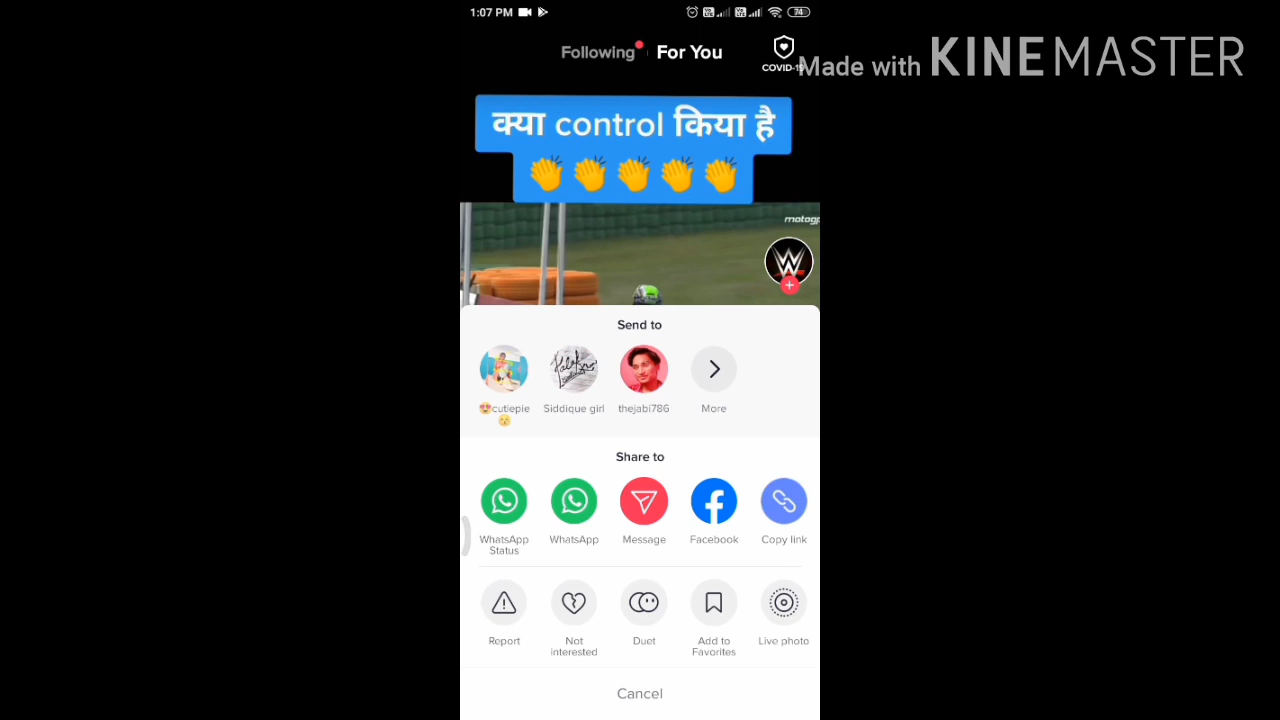 1:07 PM
74
Following
For You
COVID-19
Made with KINEMASTER
क्या control किया है
👏👏👏👏👏
motogp
W
Send to
😍cutiepie
😚
Siddique girl
thejabi786
More
Share to
WhatsApp
Status
WhatsApp
Message
Facebook
Copy link
Report
Not
interested
Duet
Add to
Favorites
Live photo
Cancel